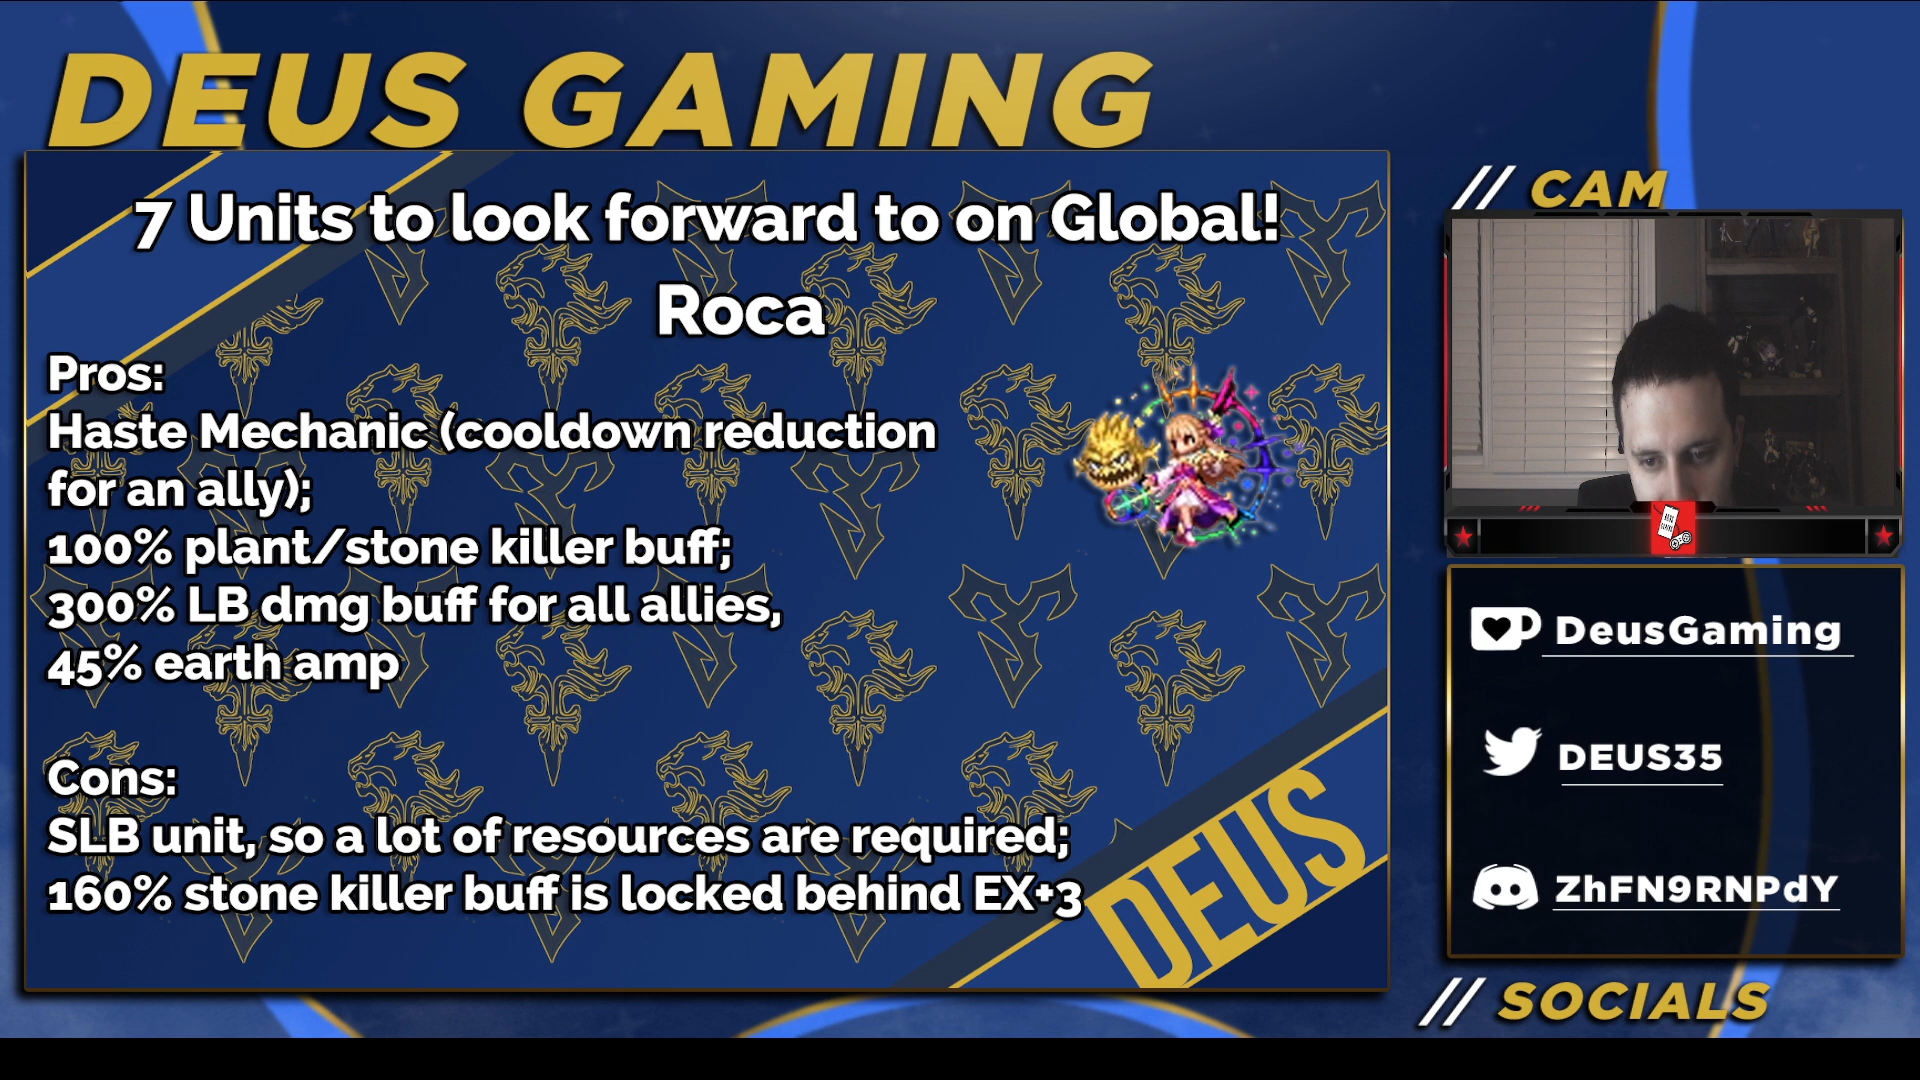 DEUS GAMING
7 Units to look forward to on Global!
Roca
Pros:
Haste Mechanic (cooldown reduction
for an ally);
100% plant/stone killer buff;
300% LB dmg buff for all allies,
45% earth amp
Cons:
SLB unit, so a lot of resources are required;
160% stone killer buff is locked behind EX+3
DEUS
// CAM
DeusGaming
DEUS35
ZhFN9RNPdY
// SOCIALS